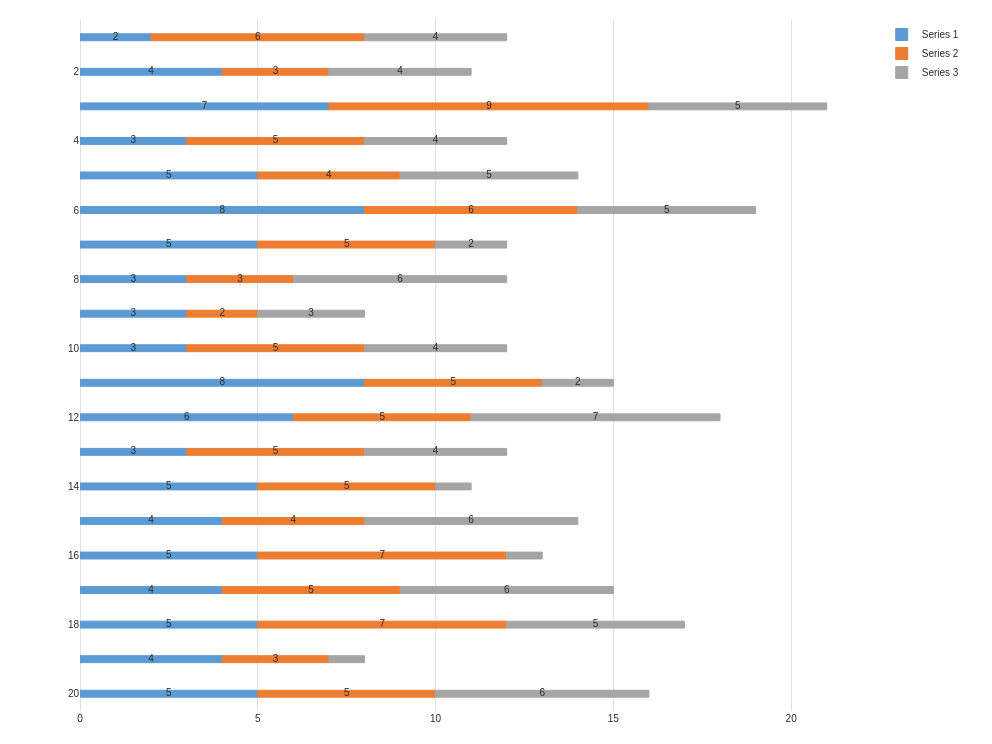 2 6 4
Series 1
Series 2
2 4 3 4
Series 3
7 9 5
4 3 5 4
5 4 5
6 8 6 5
5 5 2
8 3 3 6
3 2 3
10 3 5 4
8 5 2
12 6 5 7
3 5 4
14 5 5
4 4 6
16 5 7
4 5 6
18 5 7 5
4 3
20 5 5 6
0 5 10 15 20